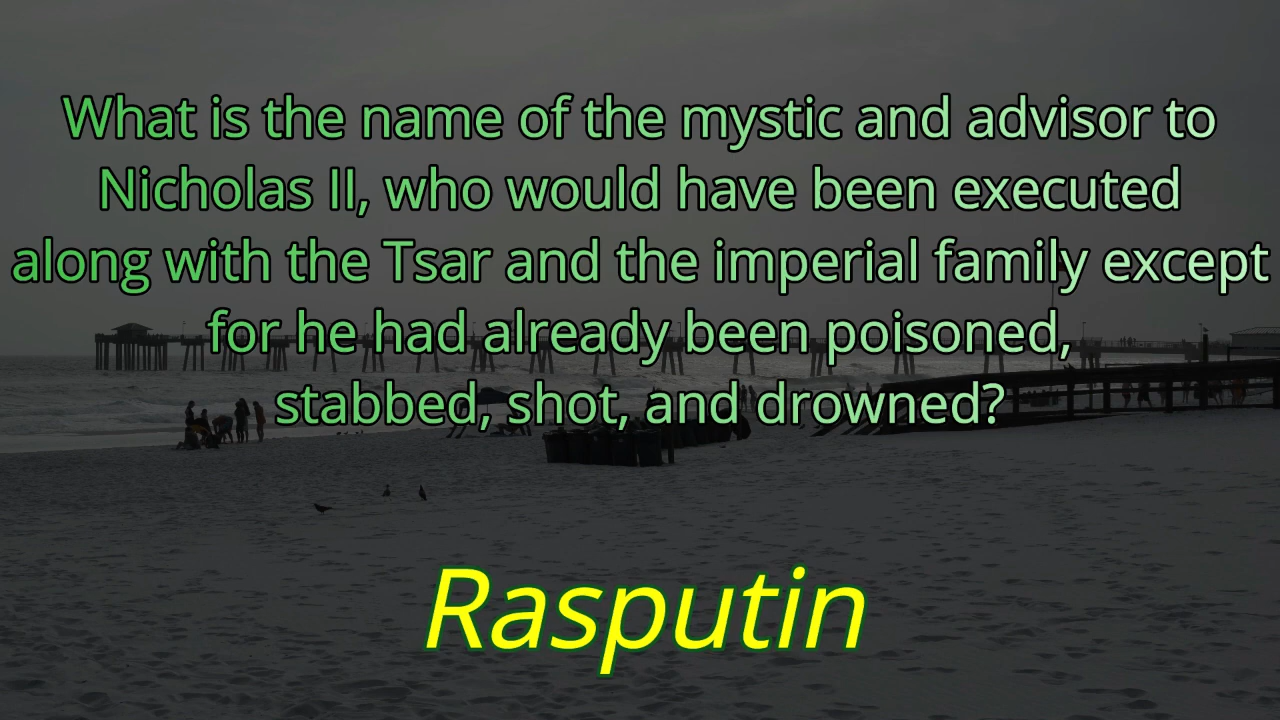 What is the name of the mystic and advisor to
Nicholas II, who would have been executed
along with the Tsar and the imperial family except
for he had already been poisoned,
stabbed, shot, and drowned?
Rasputin